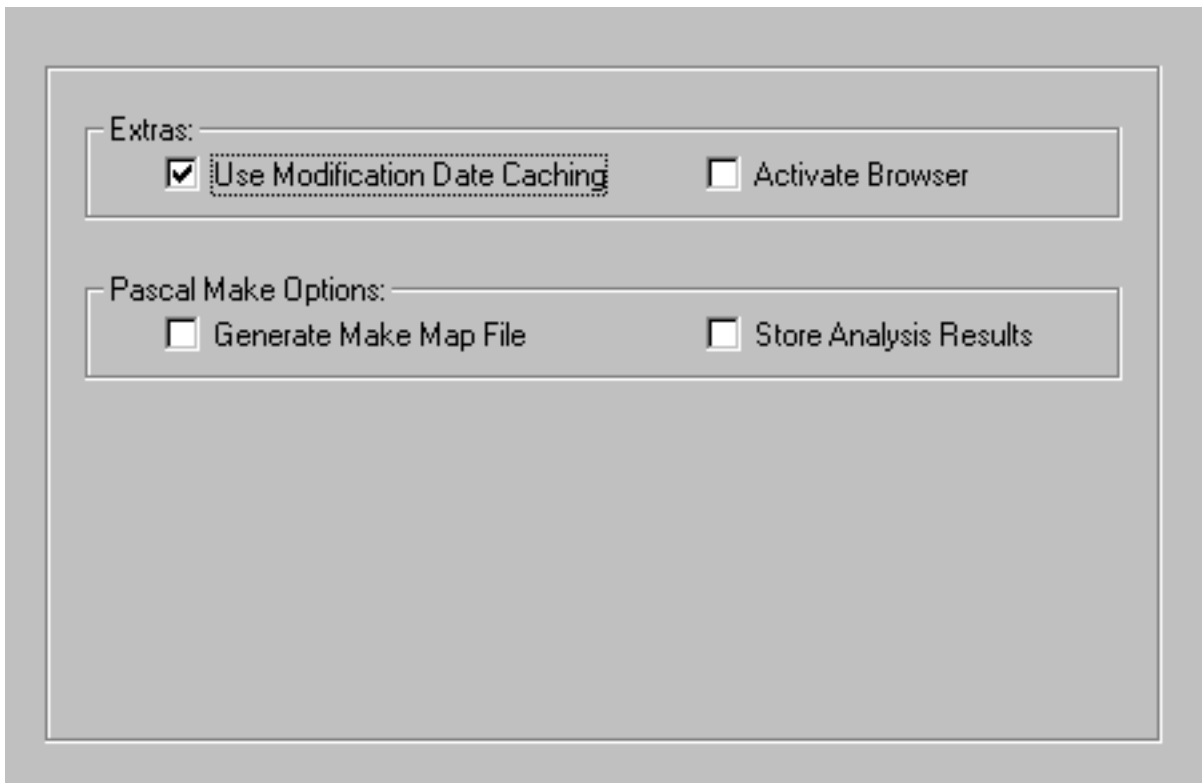 Extras:
Use Modification Date Caching Activate Browser
Pascal Make Options:
Generate Make Map File Store Analysis Results